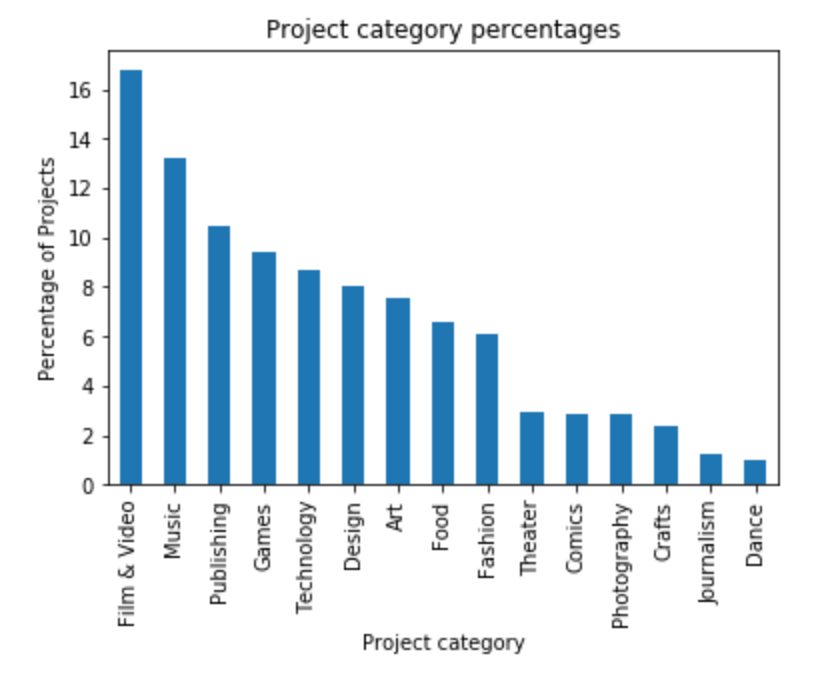 Project category percentages
Percentage of Projects
16
14
12
10
8
6
4
2
0
Film & Video
Music
Publishing
Games
Technology
Design
Art
Food
Fashion
Theater
Comics
Photography
Crafts
Journalism
Dance
Project category